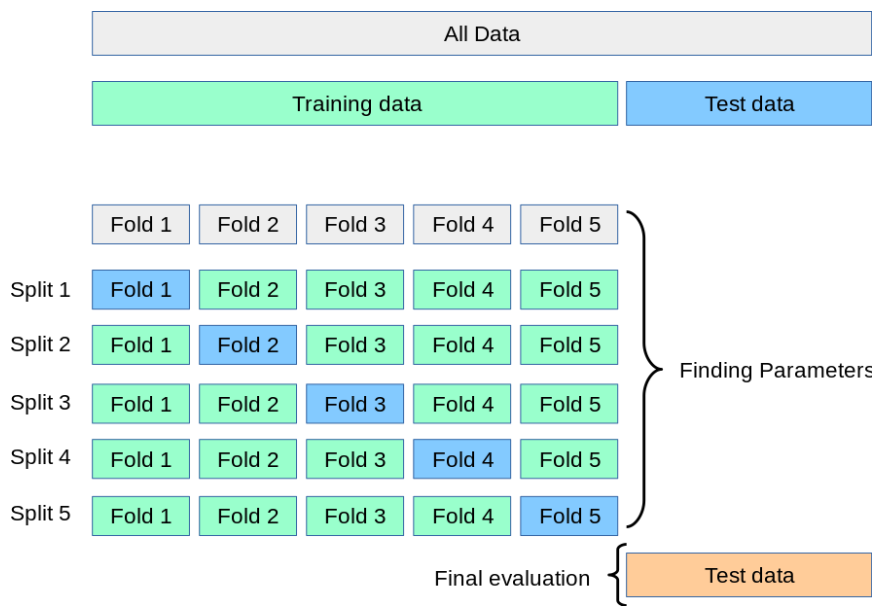 All Data
Training data Test data
Fold 1 Fold 2 Fold 3 Fold 4 Fold 5
Split 1 Fold 1 Fold 2 Fold 3 Fold 4 Fold 5
Split 2 Fold 1 Fold 2 Fold 3 Fold 4 Fold 5
Finding Parameters
Split 3 Fold 1 Fold 2 Fold 3 Fold 4 Fold 5
Split 4 Fold 1 Fold 2 Fold 3 Fold 4 Fold 5
Split 5 Fold 1 Fold 2 Fold 3 Fold 4 Fold 5
Final evaluation Test data